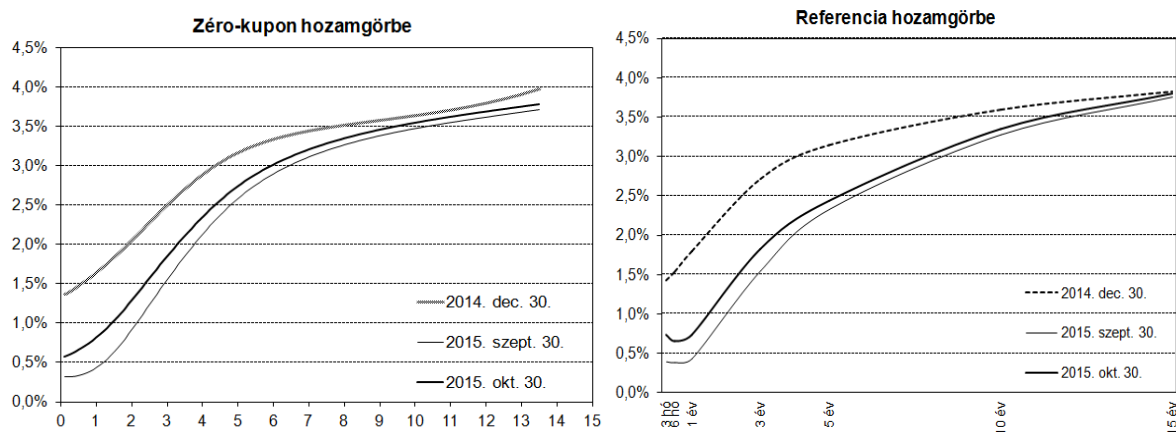 Zéro-kupon hozamgörbe
4,5%
4,0%
3,5%
3,0%
2,5%
2,0%
1,5%
1,0%
0,5%
0,0%
0 1 2 3 4 5 6 7 8 9 10 11 12 13 14 15
2014. dec. 30.
2015. szept. 30.
2015. okt. 30.
Referencia hozamgörbe
4,5%
4,0%
3,5%
3,0%
2,5%
2,0%
1,5%
1,0%
0,5%
0,0%
3 hó
6 hó
1 év
3 év
5 év
10 év
15 év
2014. dec. 30.
2015. szept. 30.
2015. okt. 30.